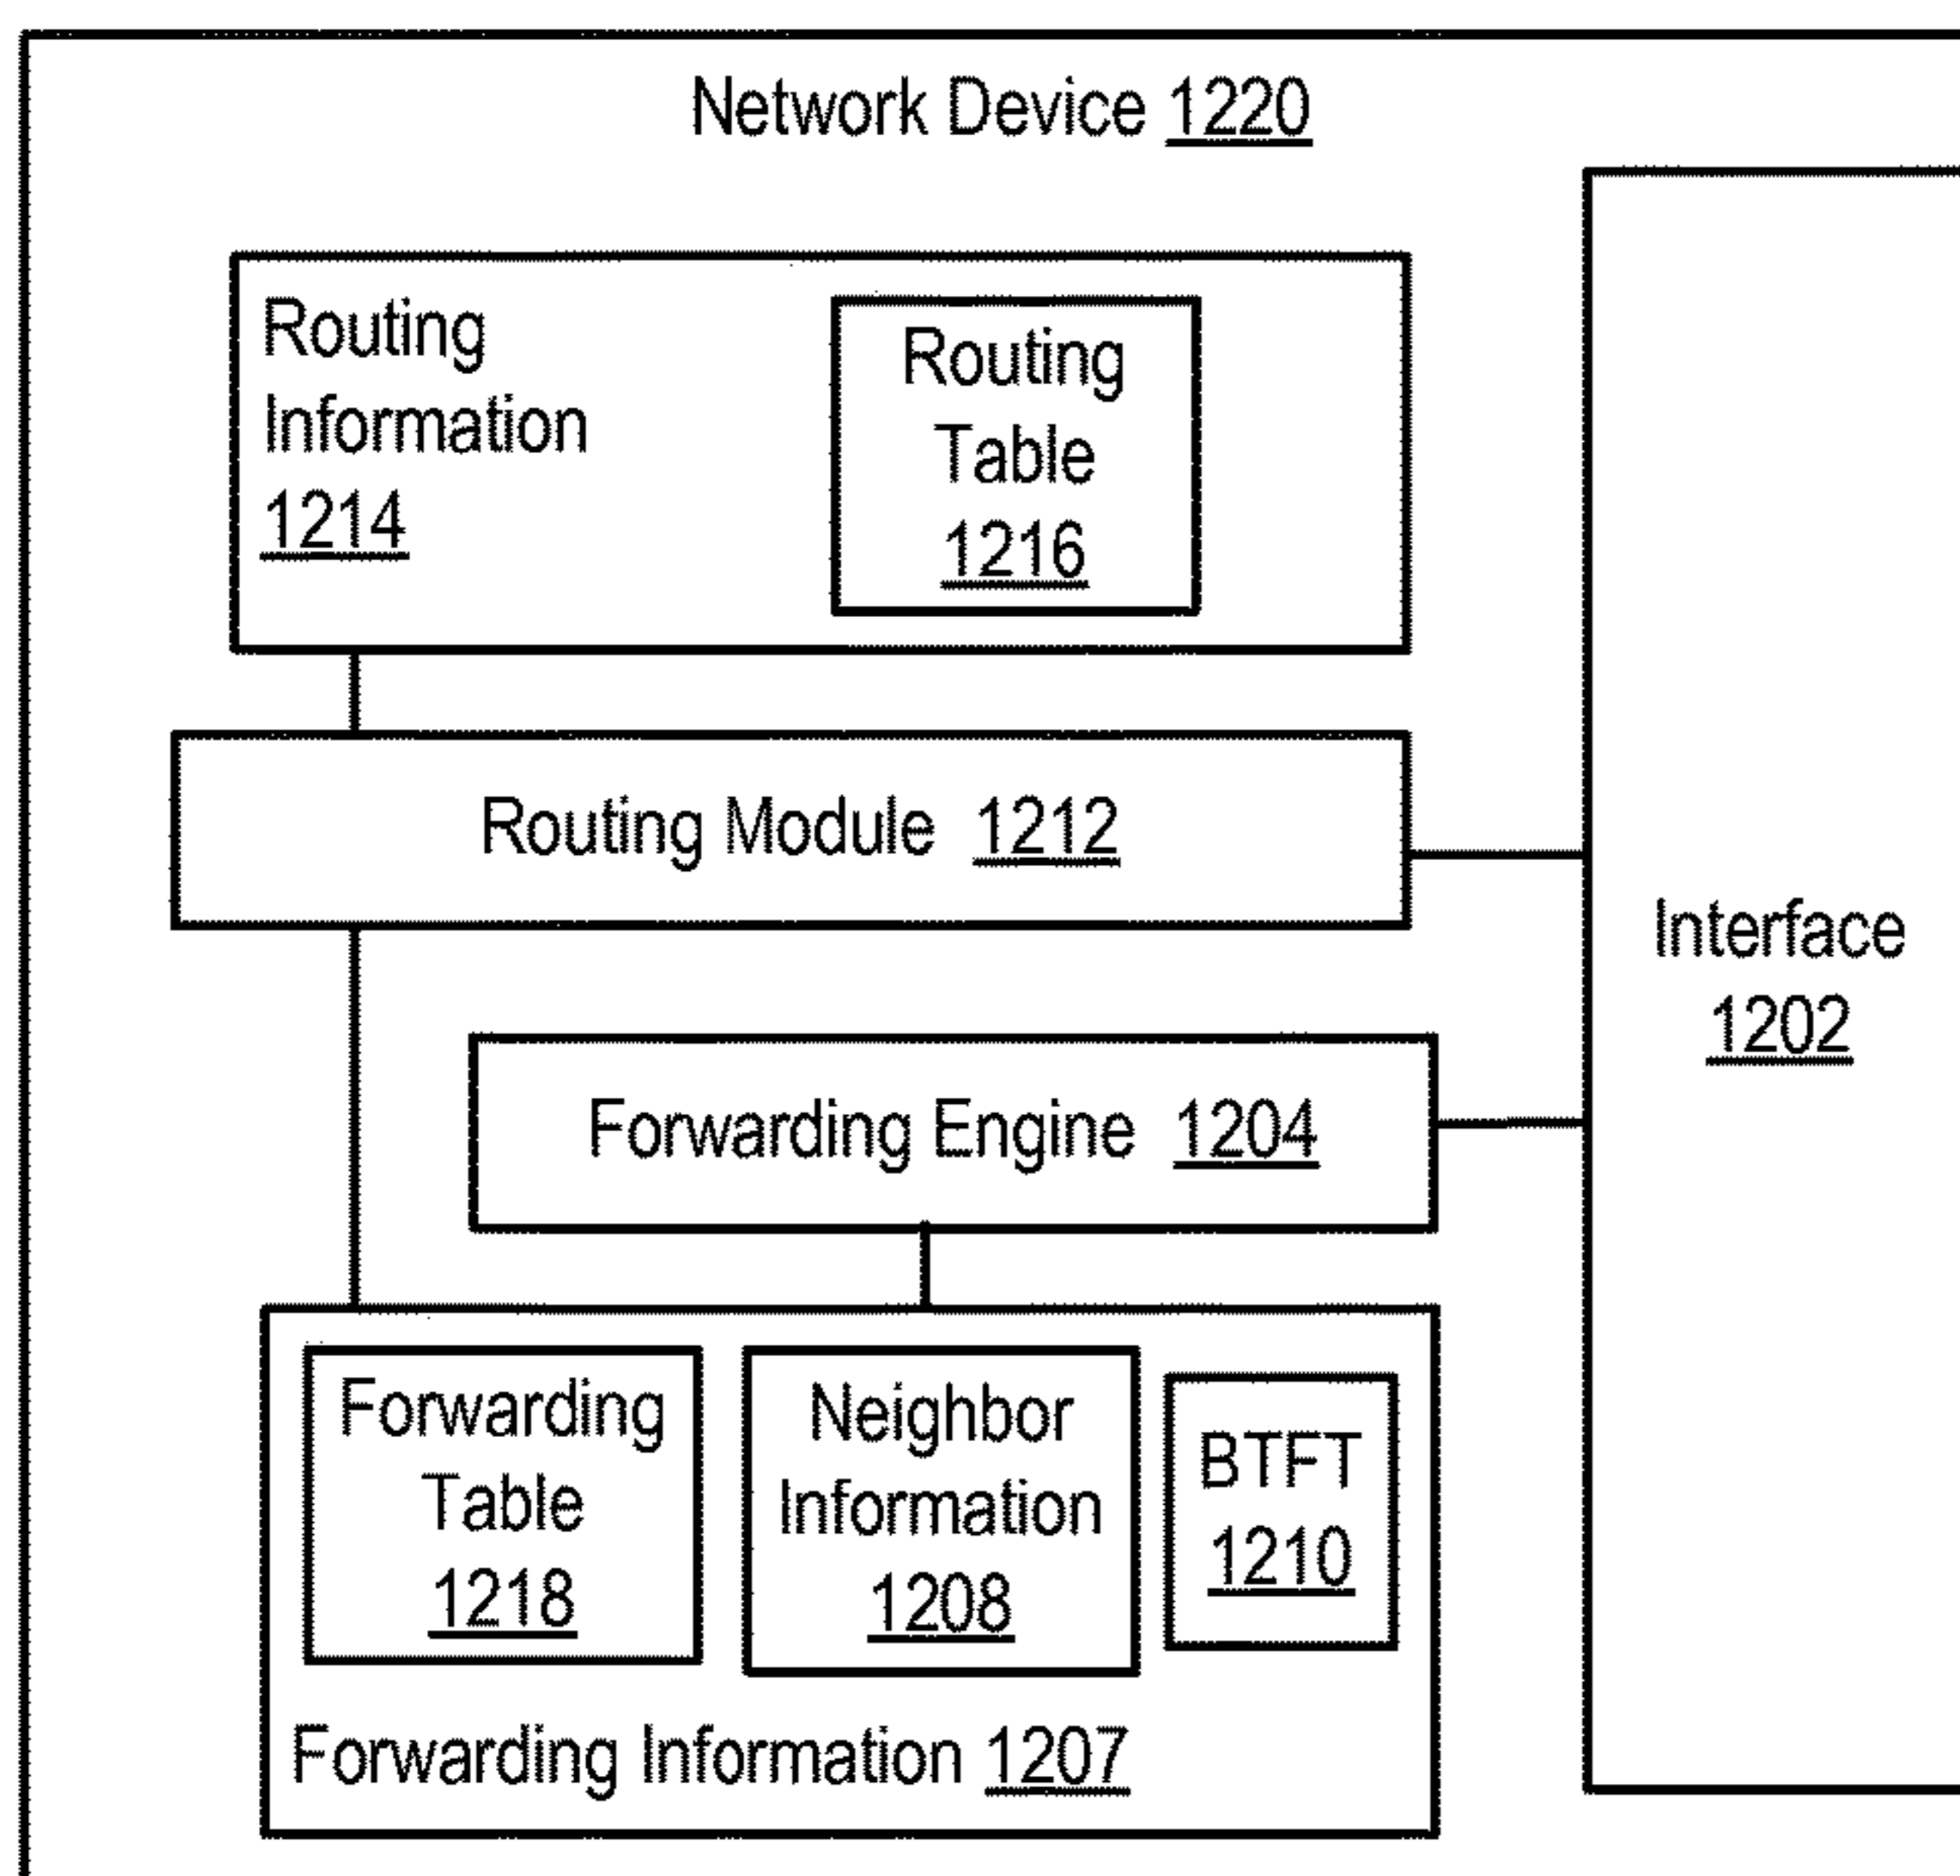 Network Device 1220
Routing
Information
1214
Routing
Table
1216
Routing Module 1212
Interface
1202
Forwarding Engine 1204
Forwarding
Table
1218
Neighbor
Information
1208
BTFT
1210
Forwarding Information 1207